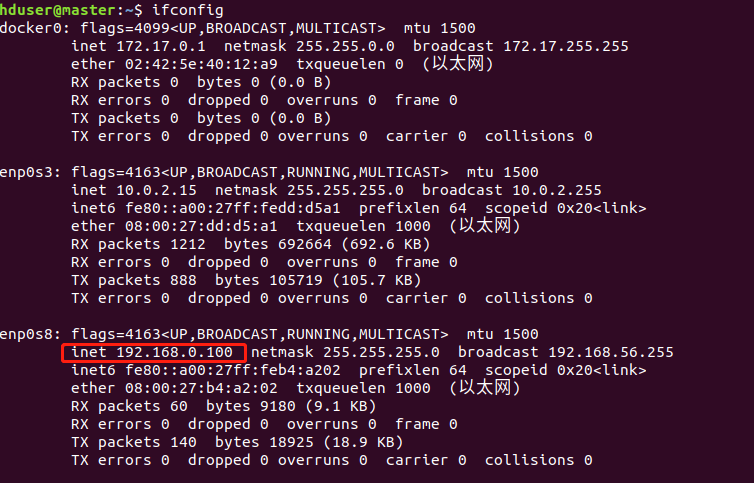 hduser@master:~$ ifconfig
docker0: flags=4099<UP,BROADCAST,MULTICAST>  mtu 1500
inet 172.17.0.1  netmask 255.255.0.0  broadcast 172.17.255.255
ether 02:42:5e:40:12:a9  txqueuelen 0  (以太网)
RX packets 0  bytes 0 (0.0 B)
RX errors 0  dropped 0  overruns 0  frame 0
TX packets 0  bytes 0 (0.0 B)
TX errors 0  dropped 0 overruns 0  carrier 0  collisions 0
enp0s3: flags=4163<UP,BROADCAST,RUNNING,MULTICAST>  mtu 1500
inet 10.0.2.15  netmask 255.255.255.0  broadcast 10.0.2.255
inet6 fe80::a00:27ff:fedd:d5a1  prefixlen 64  scopeid 0x20<link>
ether 08:00:27:dd:d5:a1  txqueuelen 1000  (以太网)
RX packets 1212  bytes 692664 (692.6 KB)
RX errors 0  dropped 0  overruns 0  frame 0
TX packets 888  bytes 105719 (105.7 KB)
TX errors 0  dropped 0 overruns 0  carrier 0  collisions 0
enp0s8: flags=4163<UP,BROADCAST,RUNNING,MULTICAST>  mtu 1500
inet 192.168.0.100  netmask 255.255.255.0  broadcast 192.168.56.255
inet6 fe80::a00:27ff:feb4:a202  prefixlen 64  scopeid 0x20<link>
ether 08:00:27:b4:a2:02  txqueuelen 1000  (以太网)
RX packets 60  bytes 9180 (9.1 KB)
RX errors 0  dropped 0  overruns 0  frame 0
TX packets 140  bytes 18925 (18.9 KB)
TX errors 0  dropped 0 overruns 0  carrier 0  collisions 0